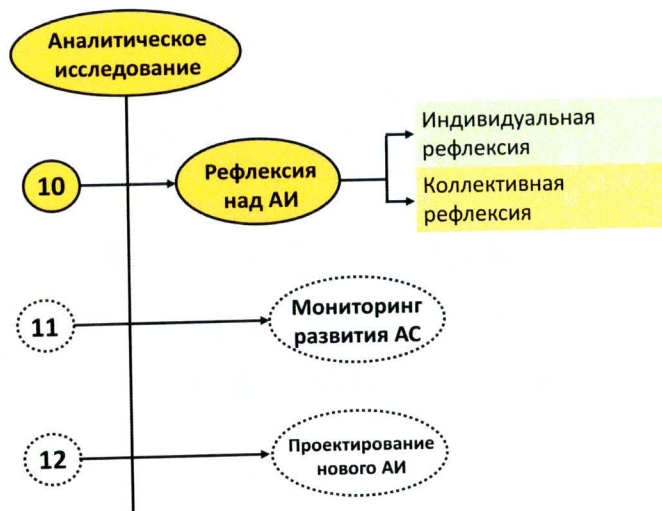 Аналитическое
исследование
10
Рефлексия
над АИ
Индивидуальная
рефлексия
Коллективная
рефлексия
11
Мониторинг
развития АС
12
Проектирование
нового АИ